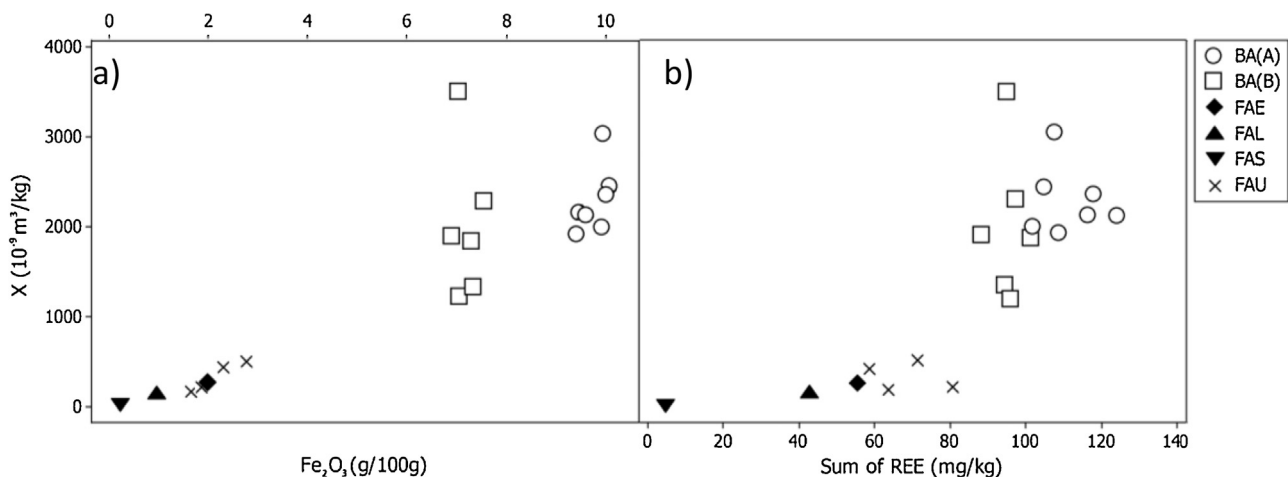 0 2 4 6 8 10
4000
3000
2000
1000
0
X (10⁻⁹ m³/kg)
a)
Fe₂O₃ (g/100g)
b)
0 20 40 60 80 100 120 140
Sum of REE (mg/kg)
BA(A)
BA(B)
FAE
FAL
FAS
FAU